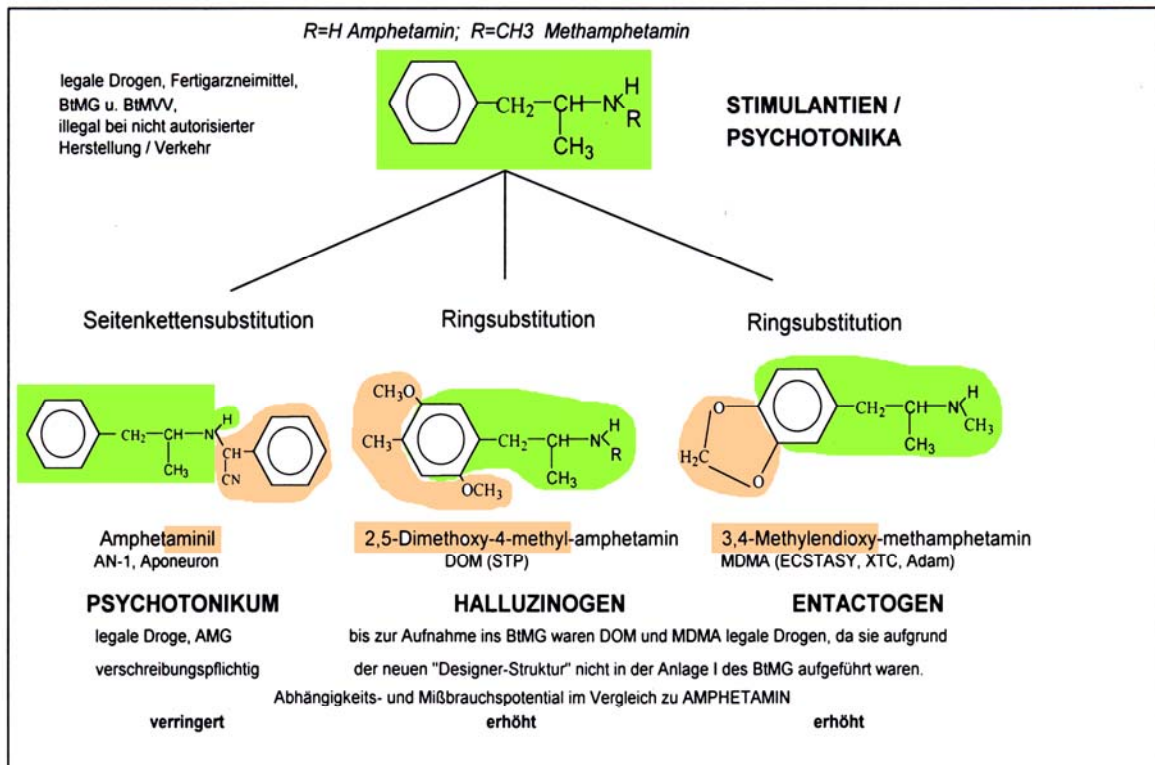 R=H Amphetamin; R=CH3 Methamphetamin
legale Drogen, Fertigarzneimittel,
BtMG u. BtMVV,
illegal bei nicht autorisierter
Herstellung / Verkehr
CH2 CH N H
R
CH3
STIMULANTIEN /
PSYCHOTONIKA
Seitenkettensubstitution
Ringsubstitution
Ringsubstitution
CH2 CH N H
CH3
CH
CN
CH3O
CH3
OCH3
CH2 CH N H
R
CH3
O
H2C
O
CH2 CH N H
CH3
CH3
Amphetaminil
AN-1, Aponeuron
2,5-Dimethoxy-4-methyl-amphetamin
DOM (STP)
3,4-Methylendioxy-methamphetamin
MDMA (ECSTASY, XTC, Adam)
PSYCHOTONIKUM
HALLUZINOGEN
ENTACTOGEN
legale Droge, AMG
verschreibungspflichtig
bis zur Aufnahme ins BtMG waren DOM und MDMA legale Drogen, da sie aufgrund
der neuen "Designer-Struktur" nicht in der Anlage I des BtMG aufgeführt waren.
Abhängigkeits- und Mißbrauchspotential im Vergleich zu AMPHETAMIN
verringert
erhöht
erhöht